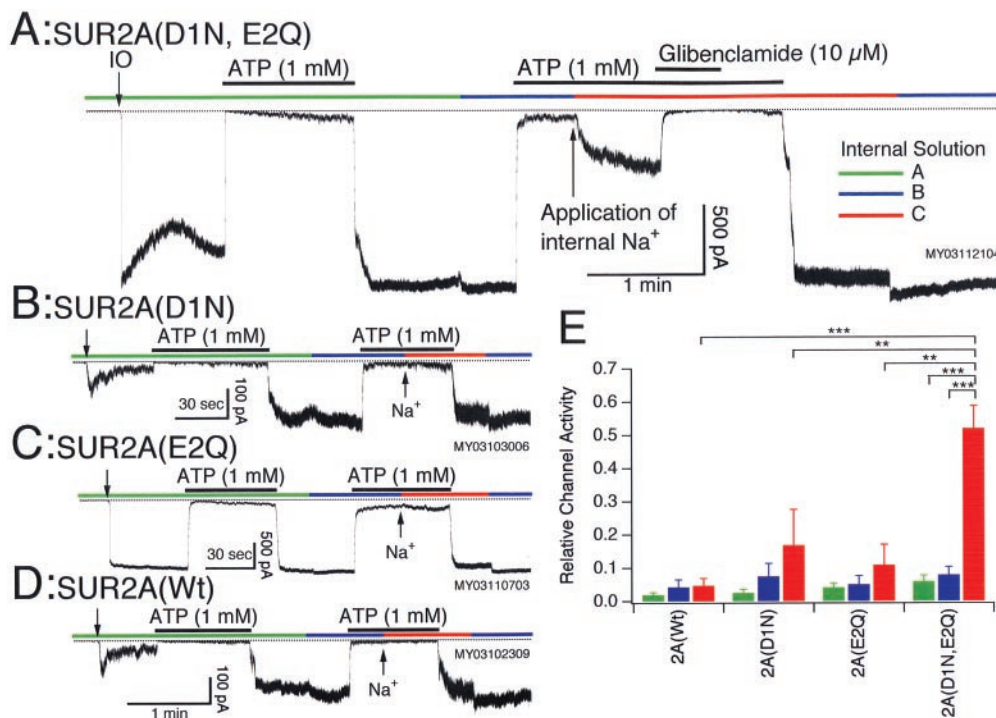 A:SUR2A(D1N, E2Q)
IO
ATP (1 mM)
ATP (1 mM)
Glibenclamide (10 µM)
Internal Solution
A
B
C
Application of
internal Na+
500 pA
1 min
MY03112104
B:SUR2A(D1N)
ATP (1 mM)
ATP (1 mM)
30 sec
100 pA
Na+
MY03103006
C:SUR2A(E2Q)
ATP (1 mM)
ATP (1 mM)
30 sec
500 pA
Na+
MY03110703
D:SUR2A(Wt)
ATP (1 mM)
ATP (1 mM)
MY03102309
1 min
100 pA
Na+
E
***
**
**
***
***
Relative Channel Activity
0.7
0.6
0.5
0.4
0.3
0.2
0.1
0.0
2A(Wt)
2A(D1N)
2A(E2Q)
2A(D1N,E2Q)